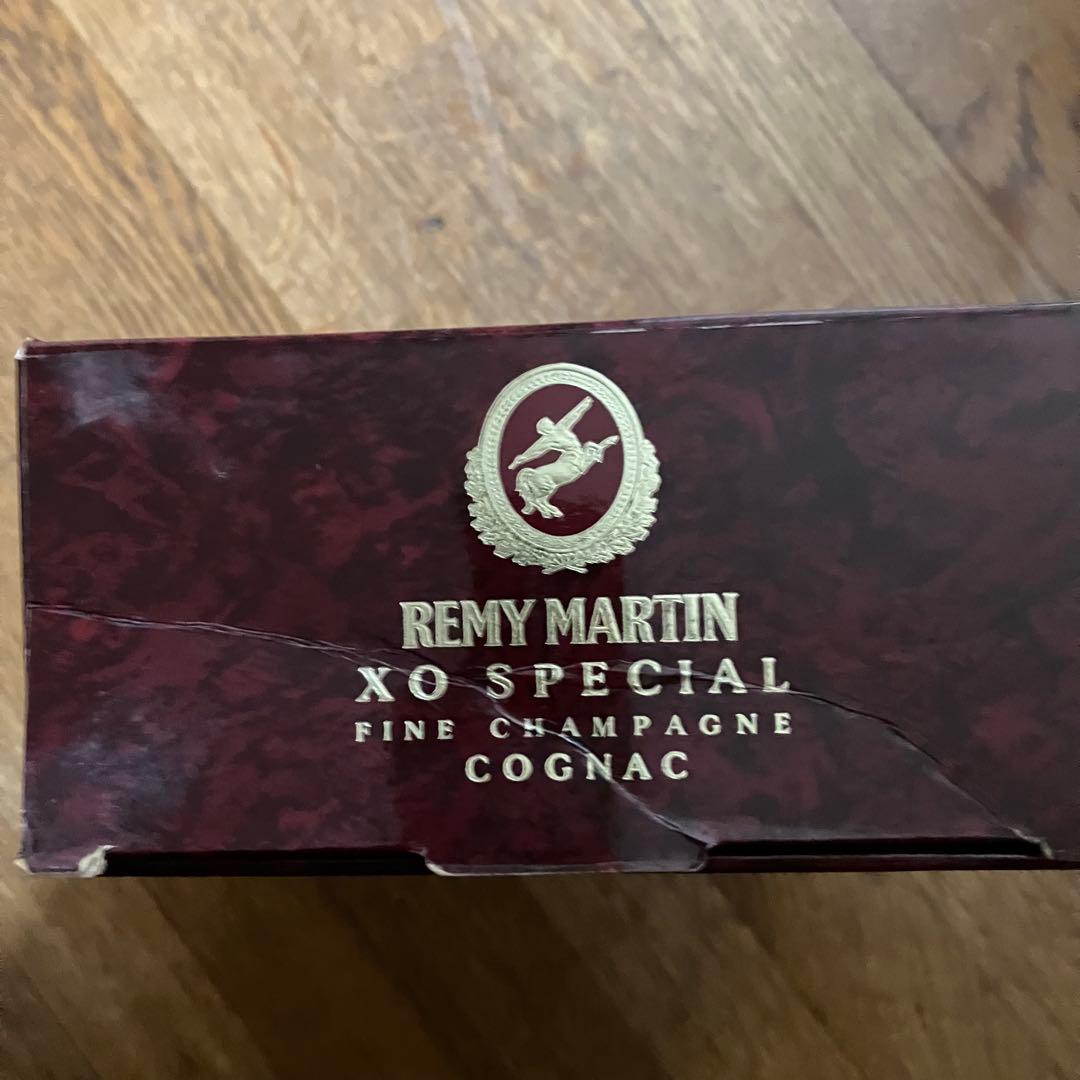 REMY MARTIN
XO SPECIAL
FINE CHAMPAGNE
COGNAC